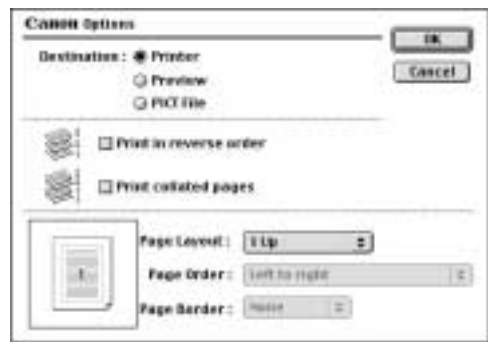 Canon Options
OK
Destination: Printer
Cancel
Preview
PICT File
Print in reverse order
Print collated pages
Page Layout: 1 Up
1
Page Order: Left to right
Page Border: None